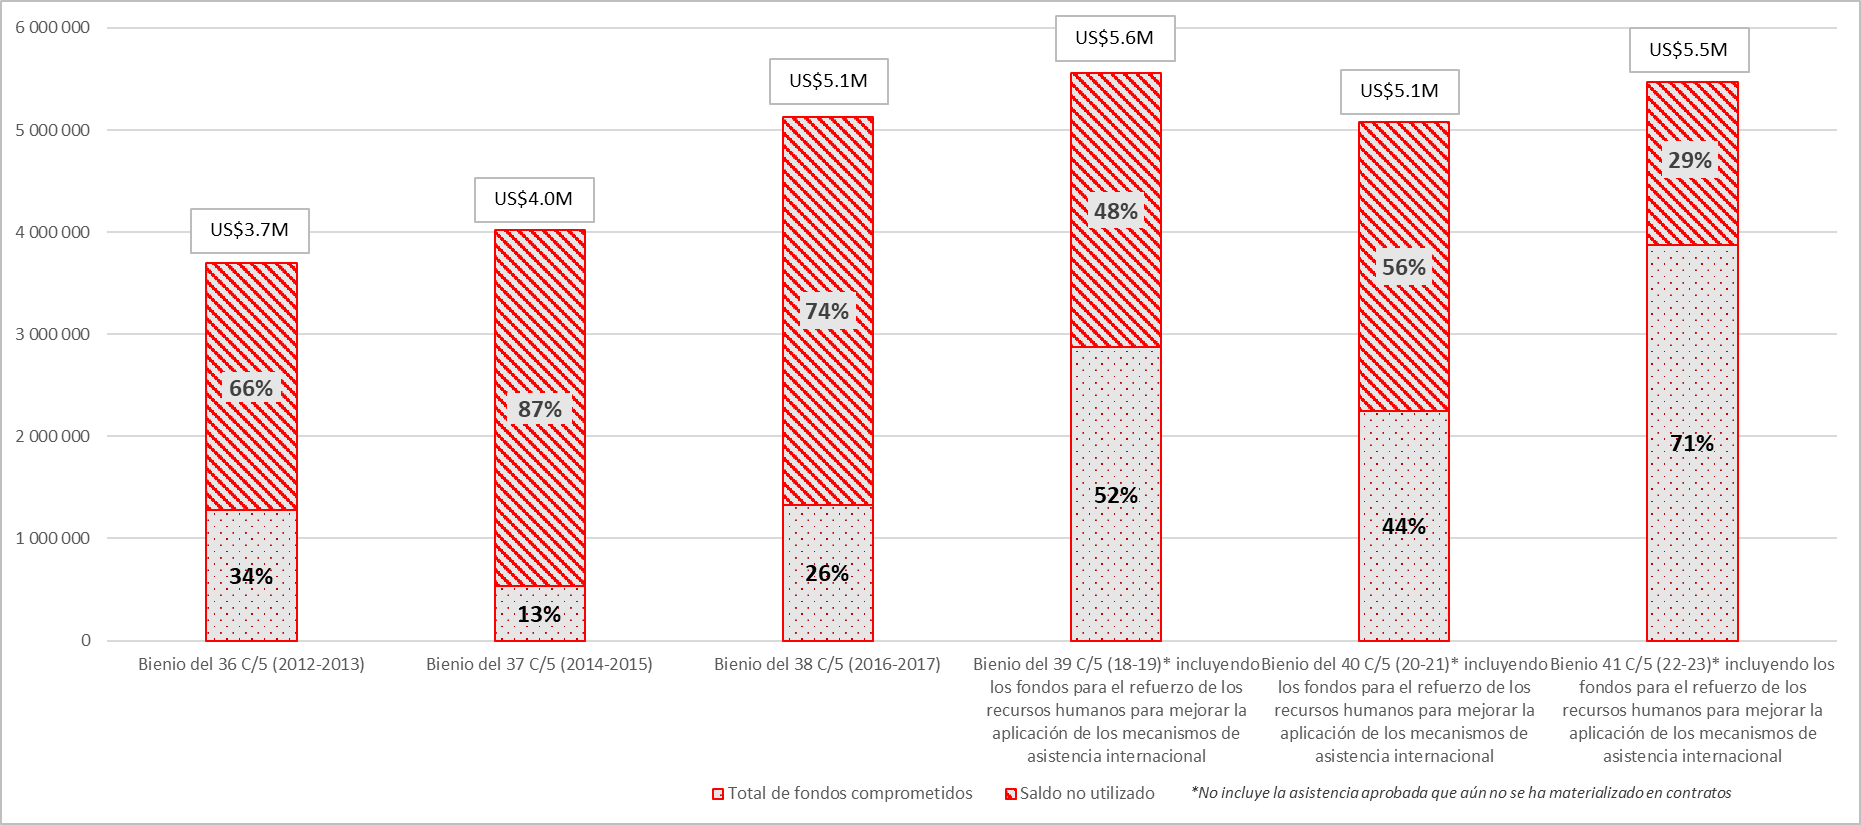 6 000 000
5 000 000
4 000 000
3 000 000
2 000 000
1 000 000
0
US$3.7M
66%
34%
US$4.0M
87%
13%
US$5.1M
74%
26%
US$5.6M
48%
52%
US$5.1M
56%
44%
US$5.5M
29%
71%
Bienio del 36 C/5 (2012-2013)
Bienio del 37 C/5 (2014-2015)
Bienio del 38 C/5 (2016-2017)
Bienio del 39 C/5 (18-19)* incluyendo
los fondos para el refuerzo de los
recursos humanos para mejorar la
aplicación de los mecanismos de
asistencia internacional
Bienio del 40 C/5 (20-21)* incluyendo
los fondos para el refuerzo de los
recursos humanos para mejorar la
aplicación de los mecanismos de
asistencia internacional
Bienio 41 C/5 (22-23)* incluyendo los
fondos para el refuerzo de los
recursos humanos para mejorar la
aplicación de los mecanismos de
asistencia internacional
Total de fondos comprometidos
Saldo no utilizado
*No incluye la asistencia aprobada que aún no se ha materializado en contratos